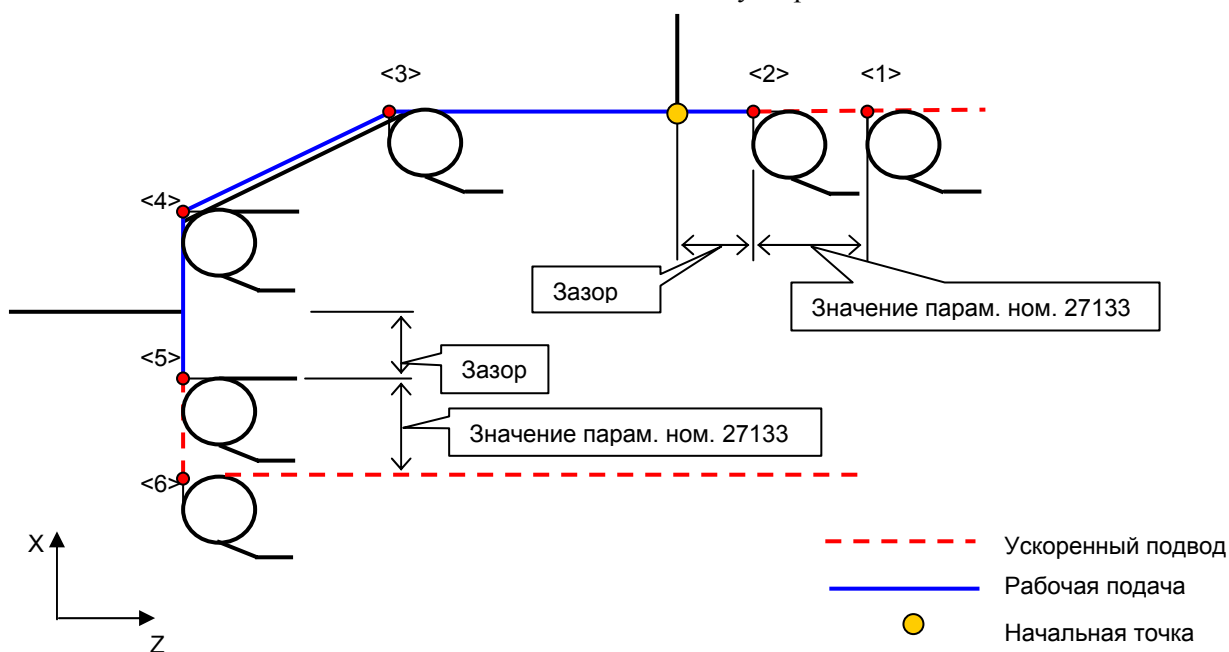 <3>
<2>
<1>
<4>
Зазор
Значение парам. ном. 27133
<5>
Зазор
Значение парам. ном. 27133
<6>
X
Ускоренный подвод
Рабочая подача
Z
Начальная точка